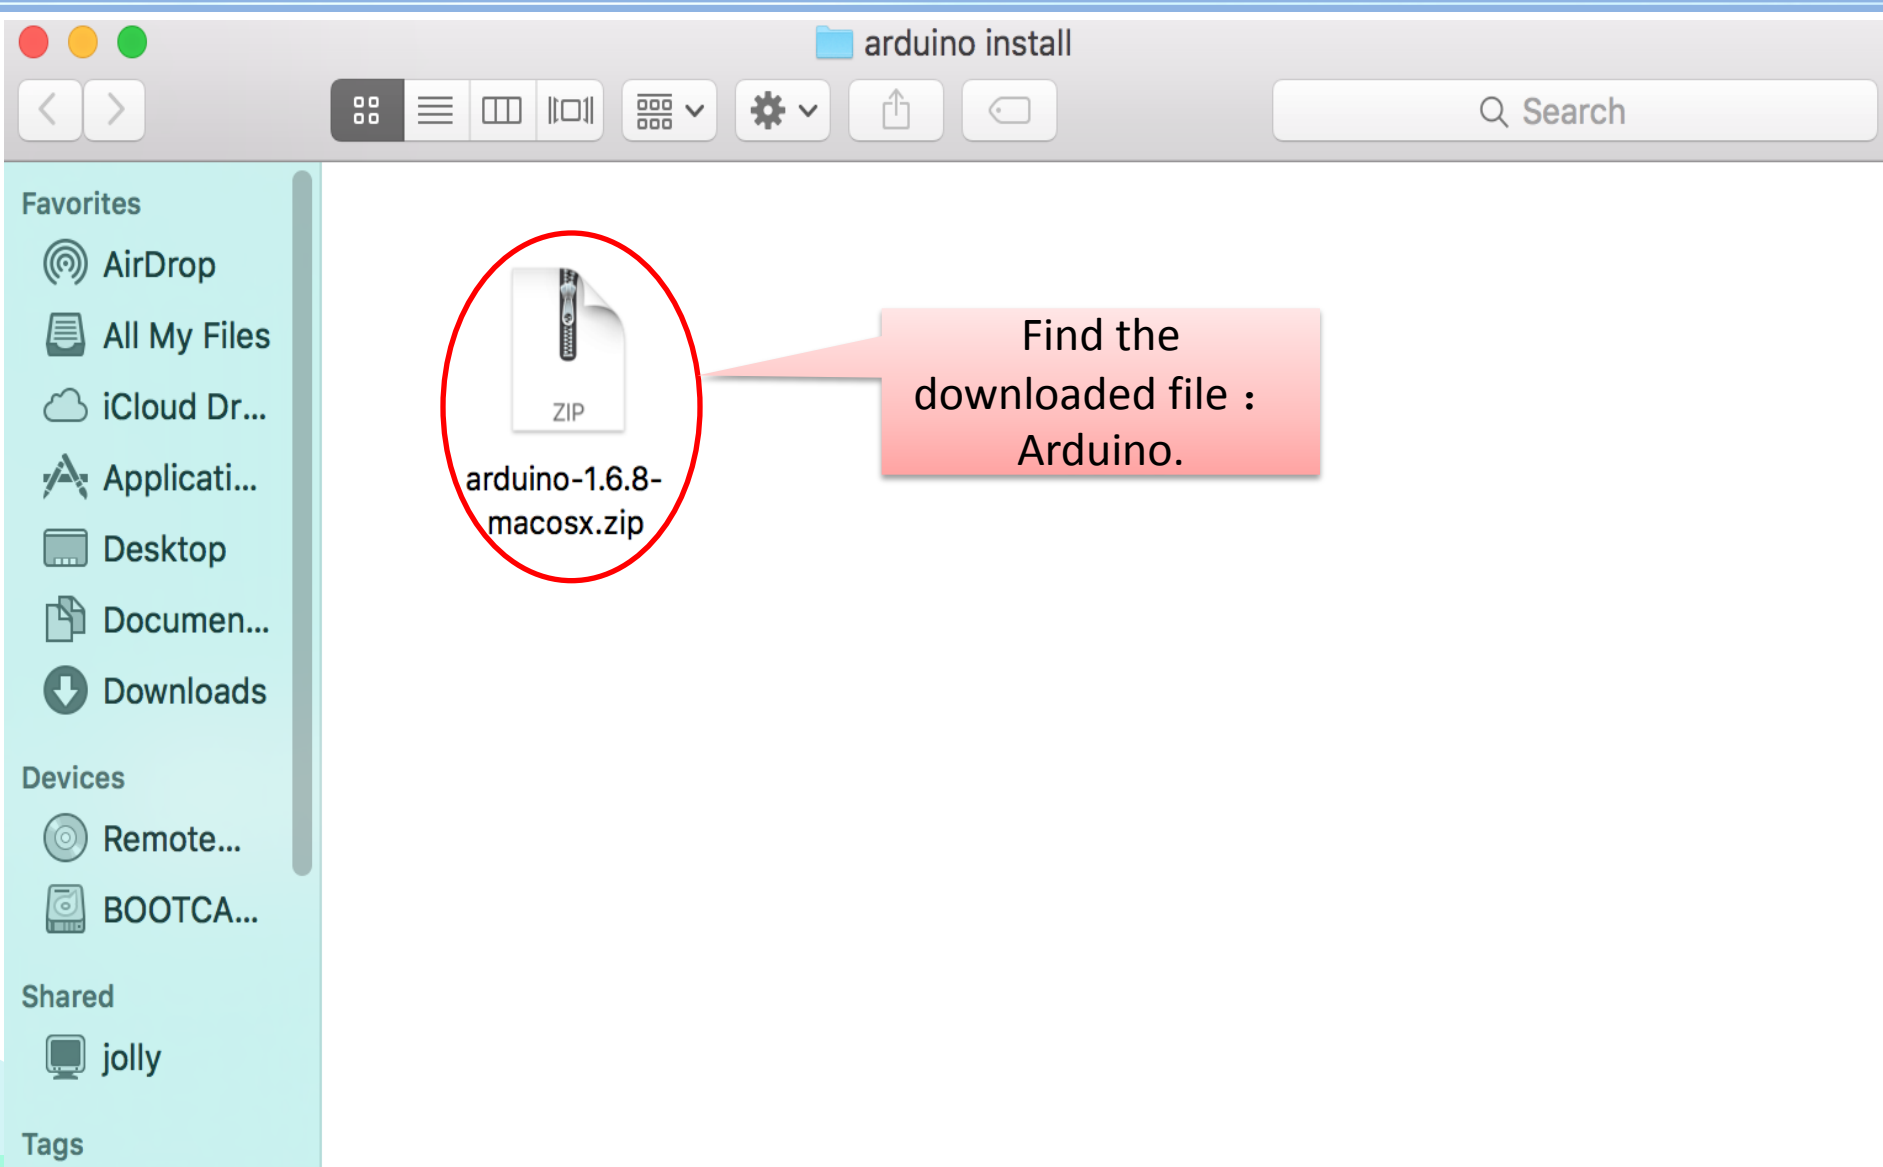 arduino install
Search
Favorites
AirDrop
All My Files
iCloud Dr...
Applicati...
Desktop
Documen...
Downloads
Devices
Remote...
BOOTCA...
Shared
jolly
Tags
ZIP
arduino-1.6.8-
macosx.zip
Find the
downloaded file：
Arduino.